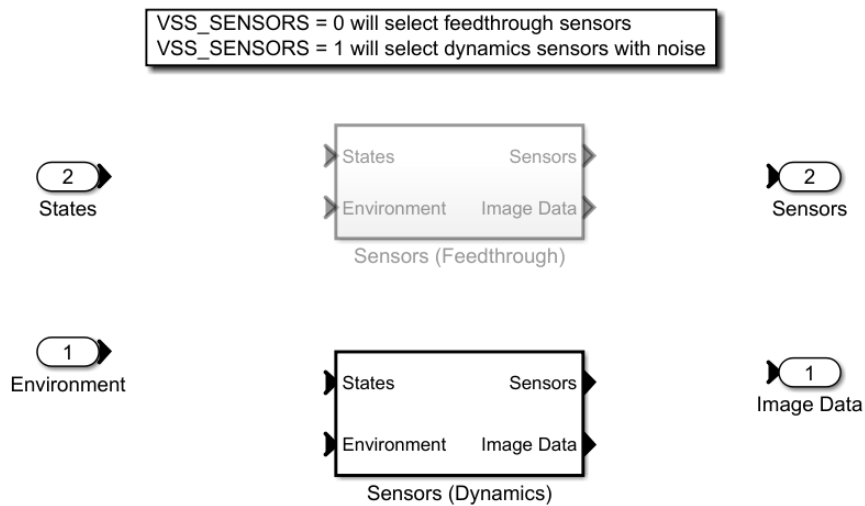 VSS_SENSORS = 0 will select feedthrough sensors
VSS_SENSORS = 1 will select dynamics sensors with noise
2
States
States
Sensors
Environment
Image Data
Sensors (Feedthrough)
2
Sensors
1
Environment
States
Sensors
Environment
Image Data
Sensors (Dynamics)
1
Image Data